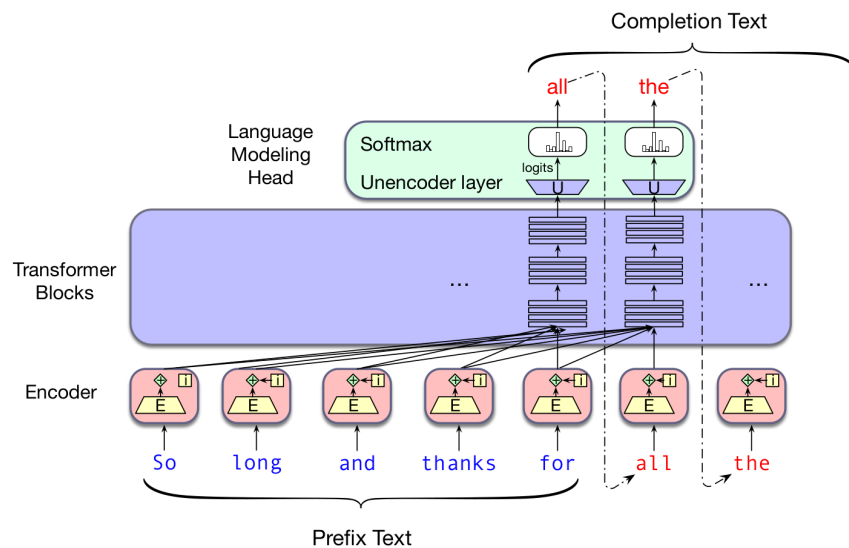 Completion Text
all the
Language
Modeling
Head
Softmax
logits
Unencoder layer
U U
Transformer
Blocks
... ...
Encoder
i i i i i i i
E E E E E E E
So long and thanks for all the
Prefix Text